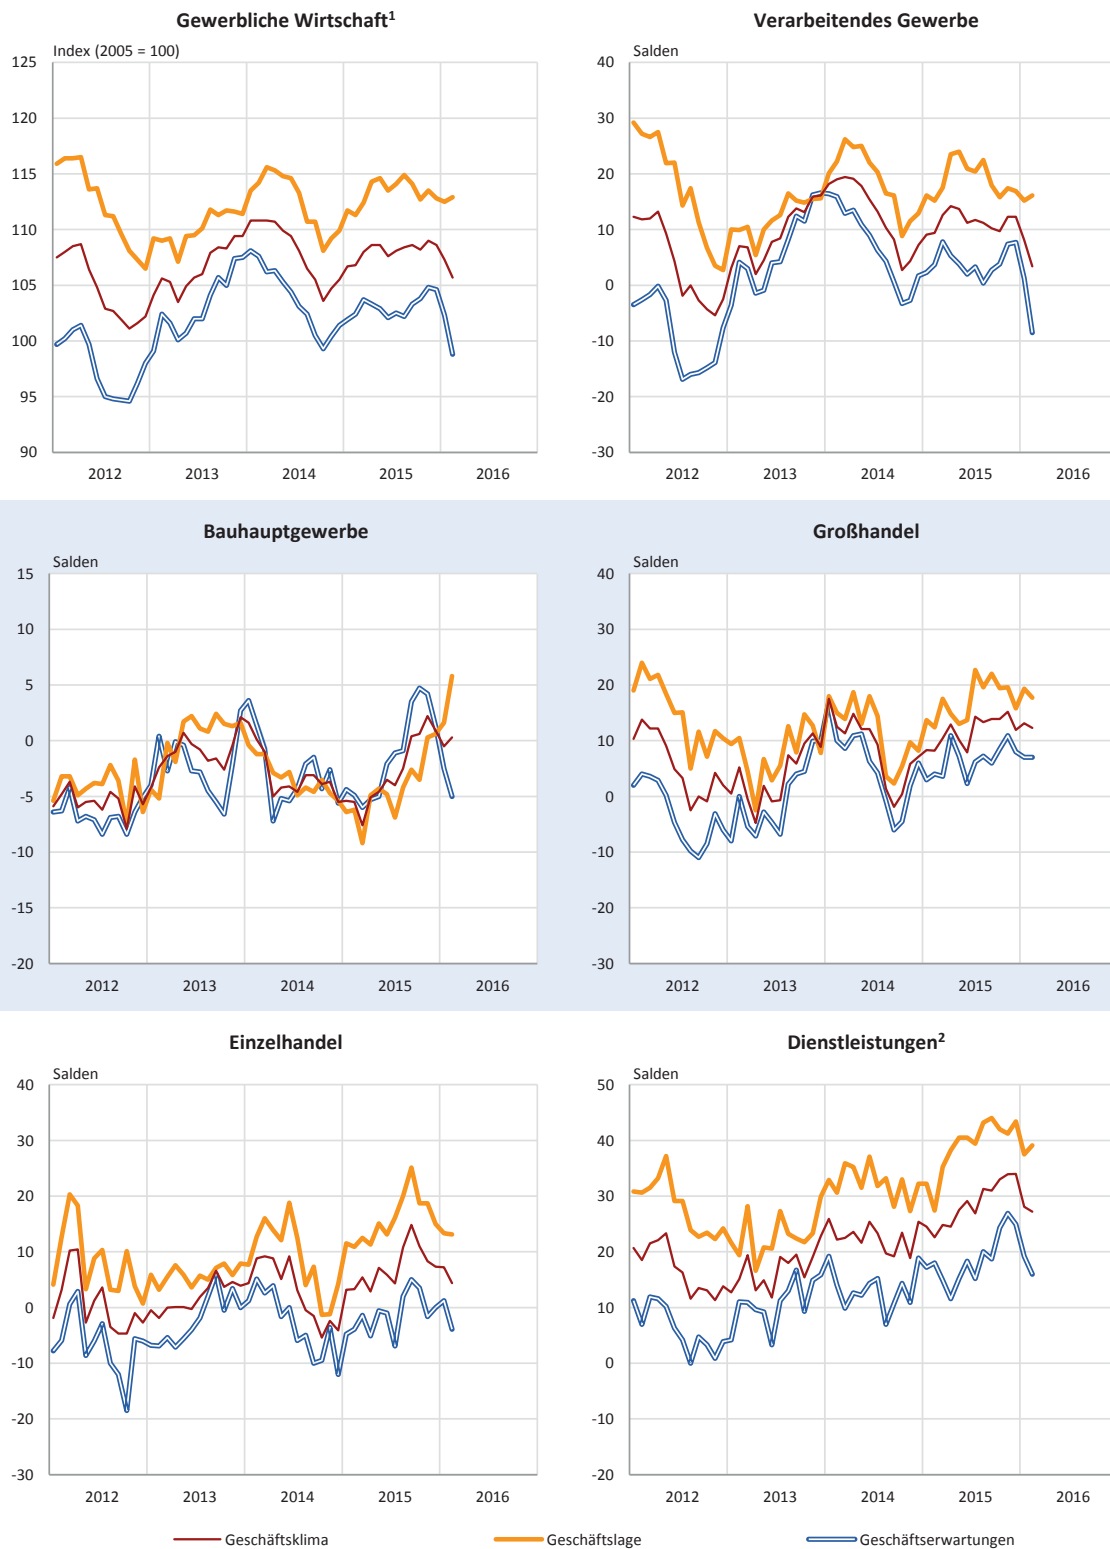 Gewerbliche Wirtschaft¹
Index (2005 = 100)
125
120
115
110
105
100
95
90
2012 2013 2014 2015 2016
Verarbeitendes Gewerbe
Salden
40
30
20
10
0
-10
-20
-30
2012 2013 2014 2015 2016
Bauhauptgewerbe
Salden
15
10
5
0
-5
-10
-15
-20
2012 2013 2014 2015 2016
Großhandel
Salden
40
30
20
10
0
-10
-20
-30
2012 2013 2014 2015 2016
Einzelhandel
Salden
40
30
20
10
0
-10
-20
-30
2012 2013 2014 2015 2016
Dienstleistungen²
Salden
50
40
30
20
10
0
-10
-20
2012 2013 2014 2015 2016
Geschäftsklima Geschäftslage Geschäftserwartungen